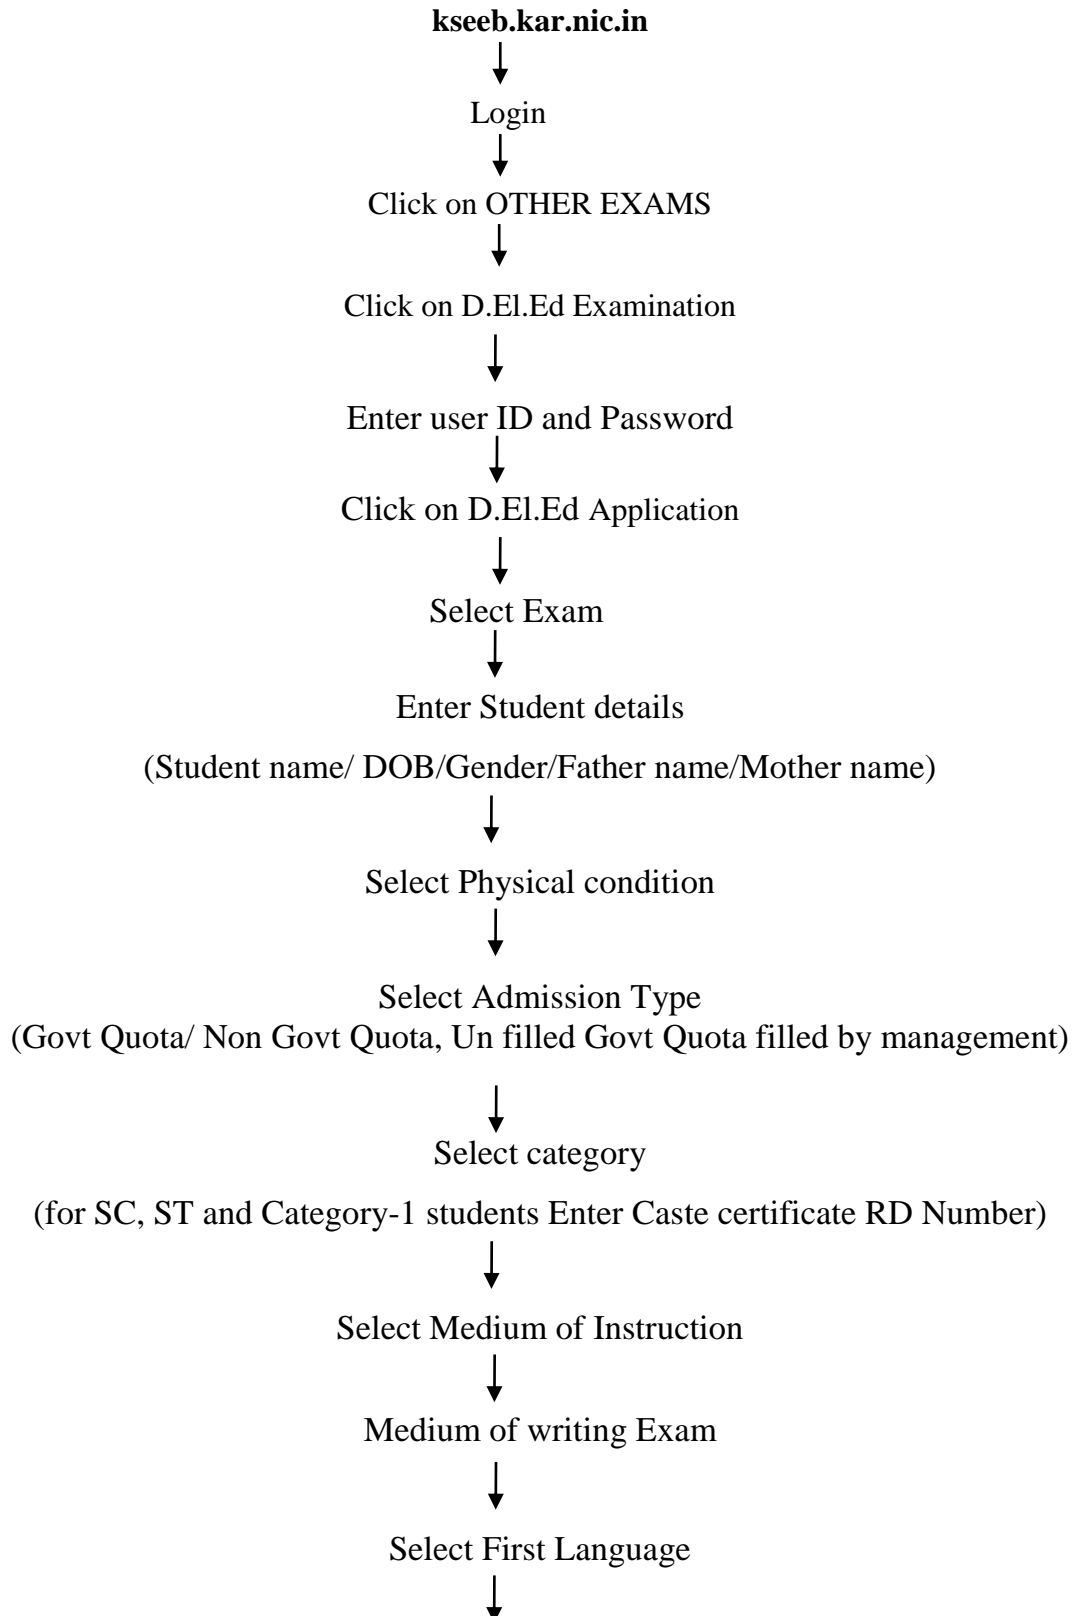 kseeb.kar.nic.in
Login
Click on OTHER EXAMS
Click on D.El.Ed Examination
Enter user ID and Password
Click on D.El.Ed Application
Select Exam
Enter Student details
(Student name/ DOB/Gender/Father name/Mother name)
Select Physical condition
Select Admission Type
(Govt Quota/ Non Govt Quota, Un filled Govt Quota filled by management)
Select category
(for SC, ST and Category-1 students Enter Caste certificate RD Number)
Select Medium of Instruction
Medium of writing Exam
Select First Language